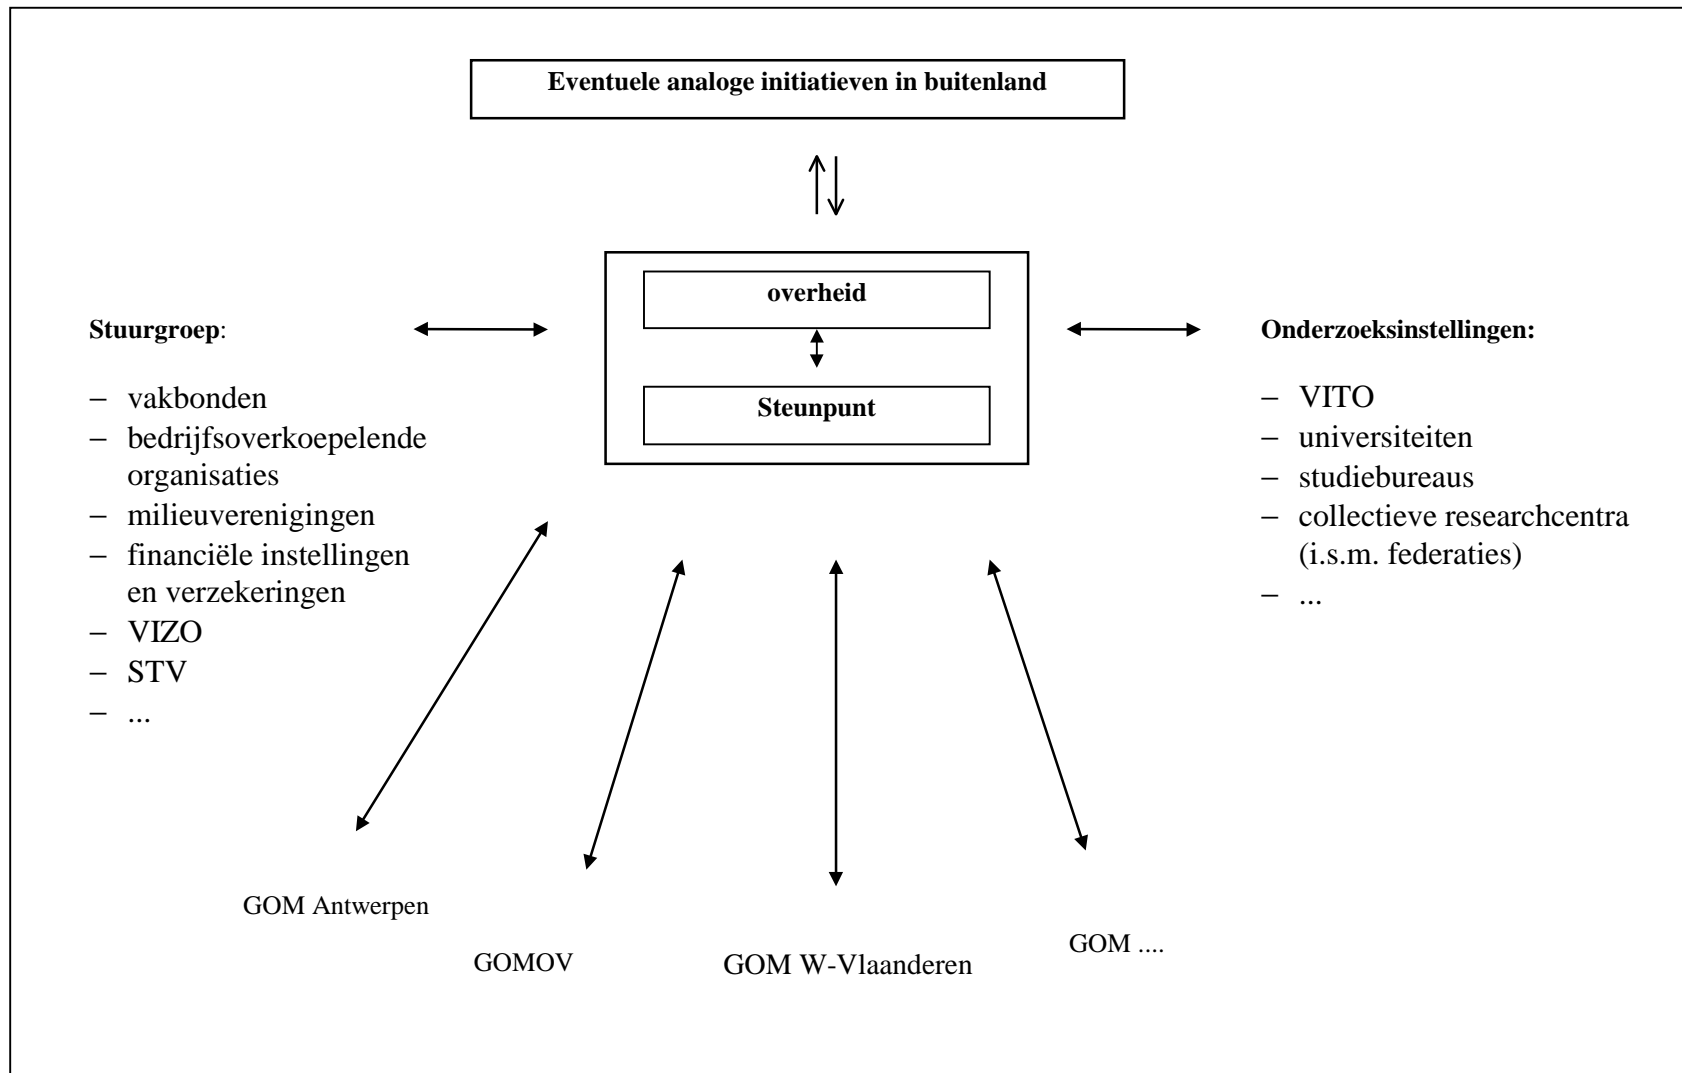 Eventuele analoge initiatieven in buitenland
overheid
Steunpunt
Stuurgroep:
– vakbonden
– bedrijfsoverkoepelende
organisaties
– milieuverenigingen
– financiële instellingen
en verzekeringen
– VIZO
– STV
– ...
Onderzoeksinstellingen:
– VITO
– universiteiten
– studiebureaus
– collectieve researchcentra
(i.s.m. federaties)
– ...
GOM Antwerpen
GOMOV
GOM W-Vlaanderen
GOM ....